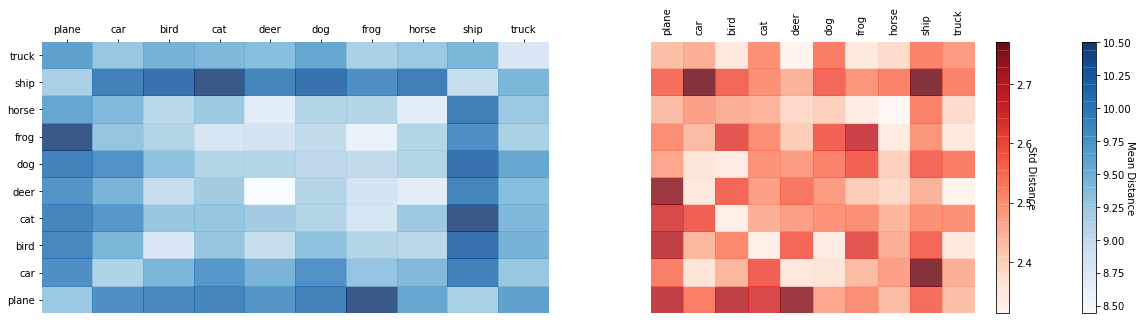 plane car bird cat deer dog frog horse ship truck
truck
ship
horse
frog
dog
deer
cat
bird
car
plane
plane car bird cat deer dog frog horse ship truck
2.7
2.6
2.5
2.4
Std Distance
10.50
10.25
10.00
9.75
9.50
9.25
9.00
8.75
8.50
Mean Distance